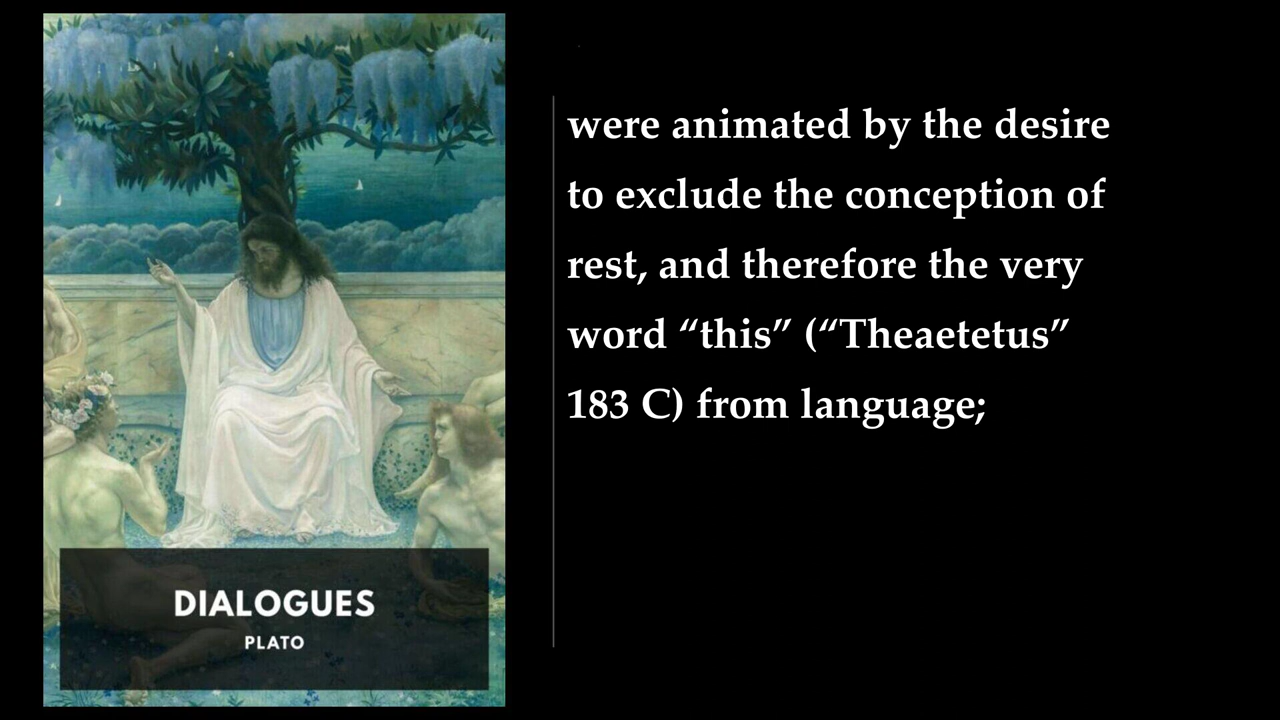 were animated by the desire
to exclude the conception of
rest, and therefore the very
word “this” (“Theaetetus”
183 C) from language;
DIALOGUES
PLATO